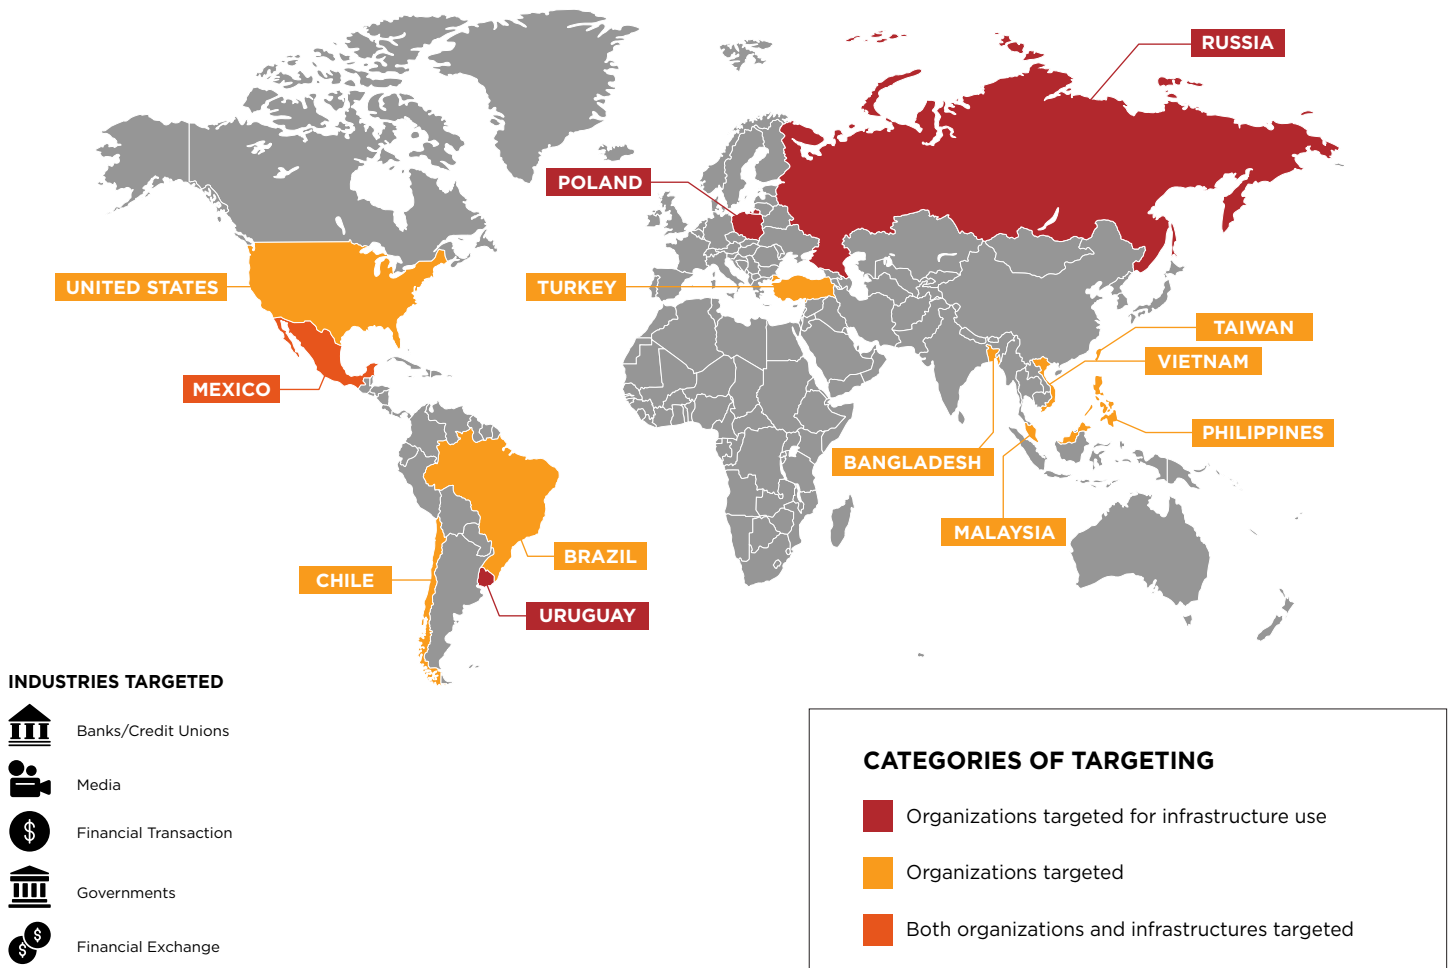 RUSSIA
POLAND
UNITED STATES
TURKEY
TAIWAN
VIETNAM
MEXICO
PHILIPPINES
BANGLADESH
MALAYSIA
BRAZIL
CHILE
URUGUAY
INDUSTRIES TARGETED
Banks/Credit Unions
Media
$ Financial Transaction
Governments
$ $ Financial Exchange
CATEGORIES OF TARGETING
Organizations targeted for infrastructure use
Organizations targeted
Both organizations and infrastructures targeted